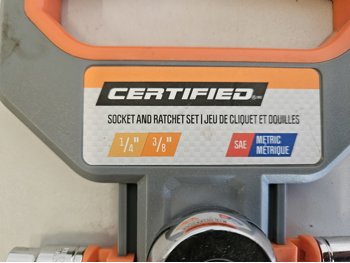 CERTIFIED
SOCKET AND RATCHET SET | JEU DE CLIQUET ET DOUILLES
1/4" 3/8" SAE METRIC
MÉTRIQUE